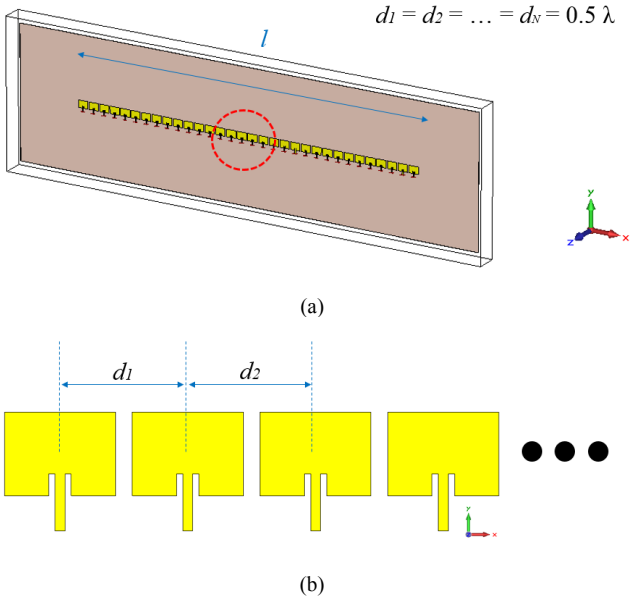 d1 = d2 = … = dN = 0.5 λ
l
y
x
z
(a)
d1
d2
y
x
(b)